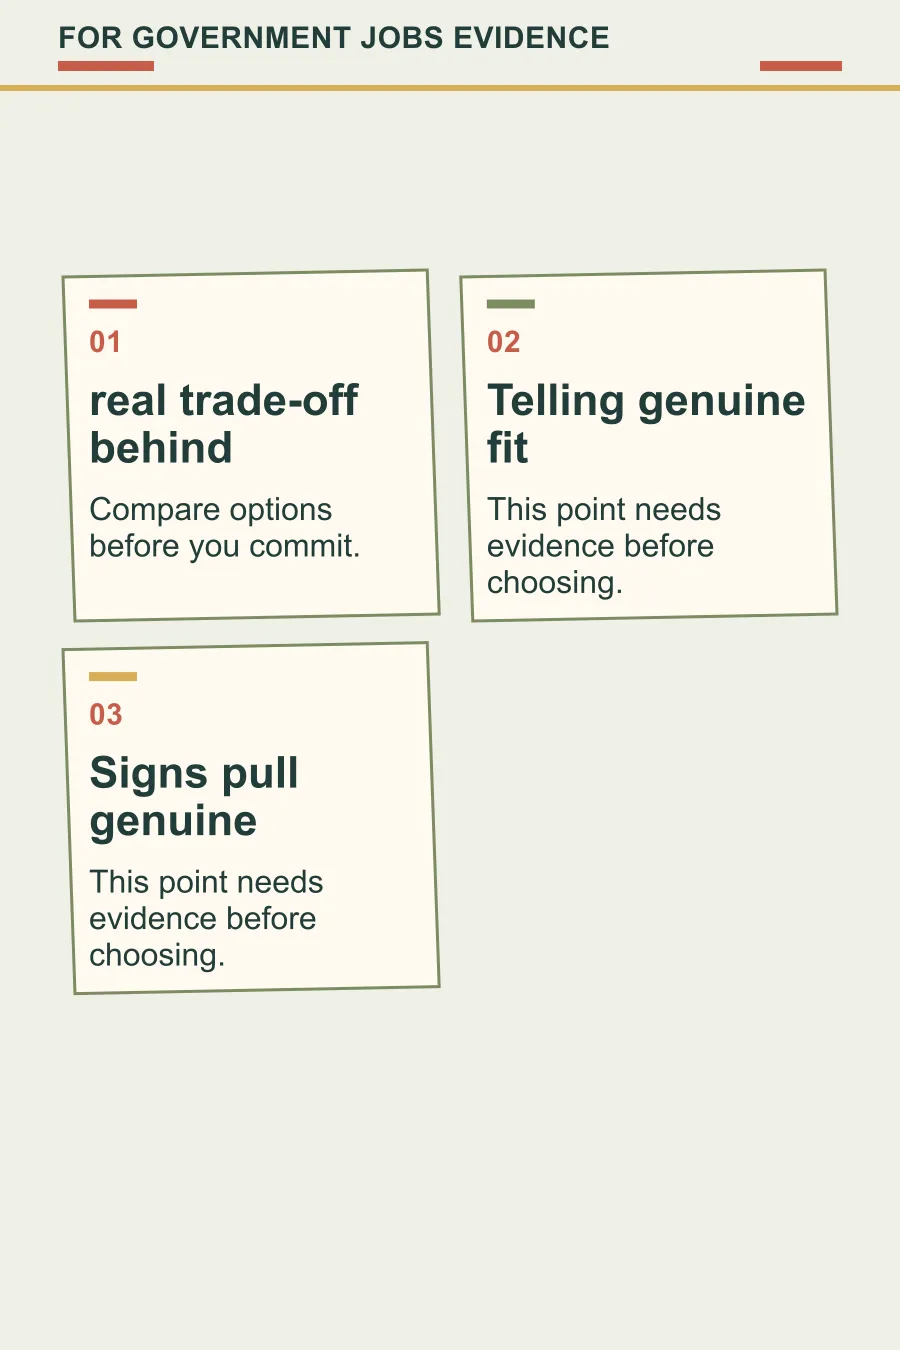 FOR GOVERNMENT JOBS EVIDENCE
01
real trade-off
behind
Compare options
before you commit.
02
Telling genuine
fit
This point needs
evidence before
choosing.
03
Signs pull
genuine
This point needs
evidence before
choosing.